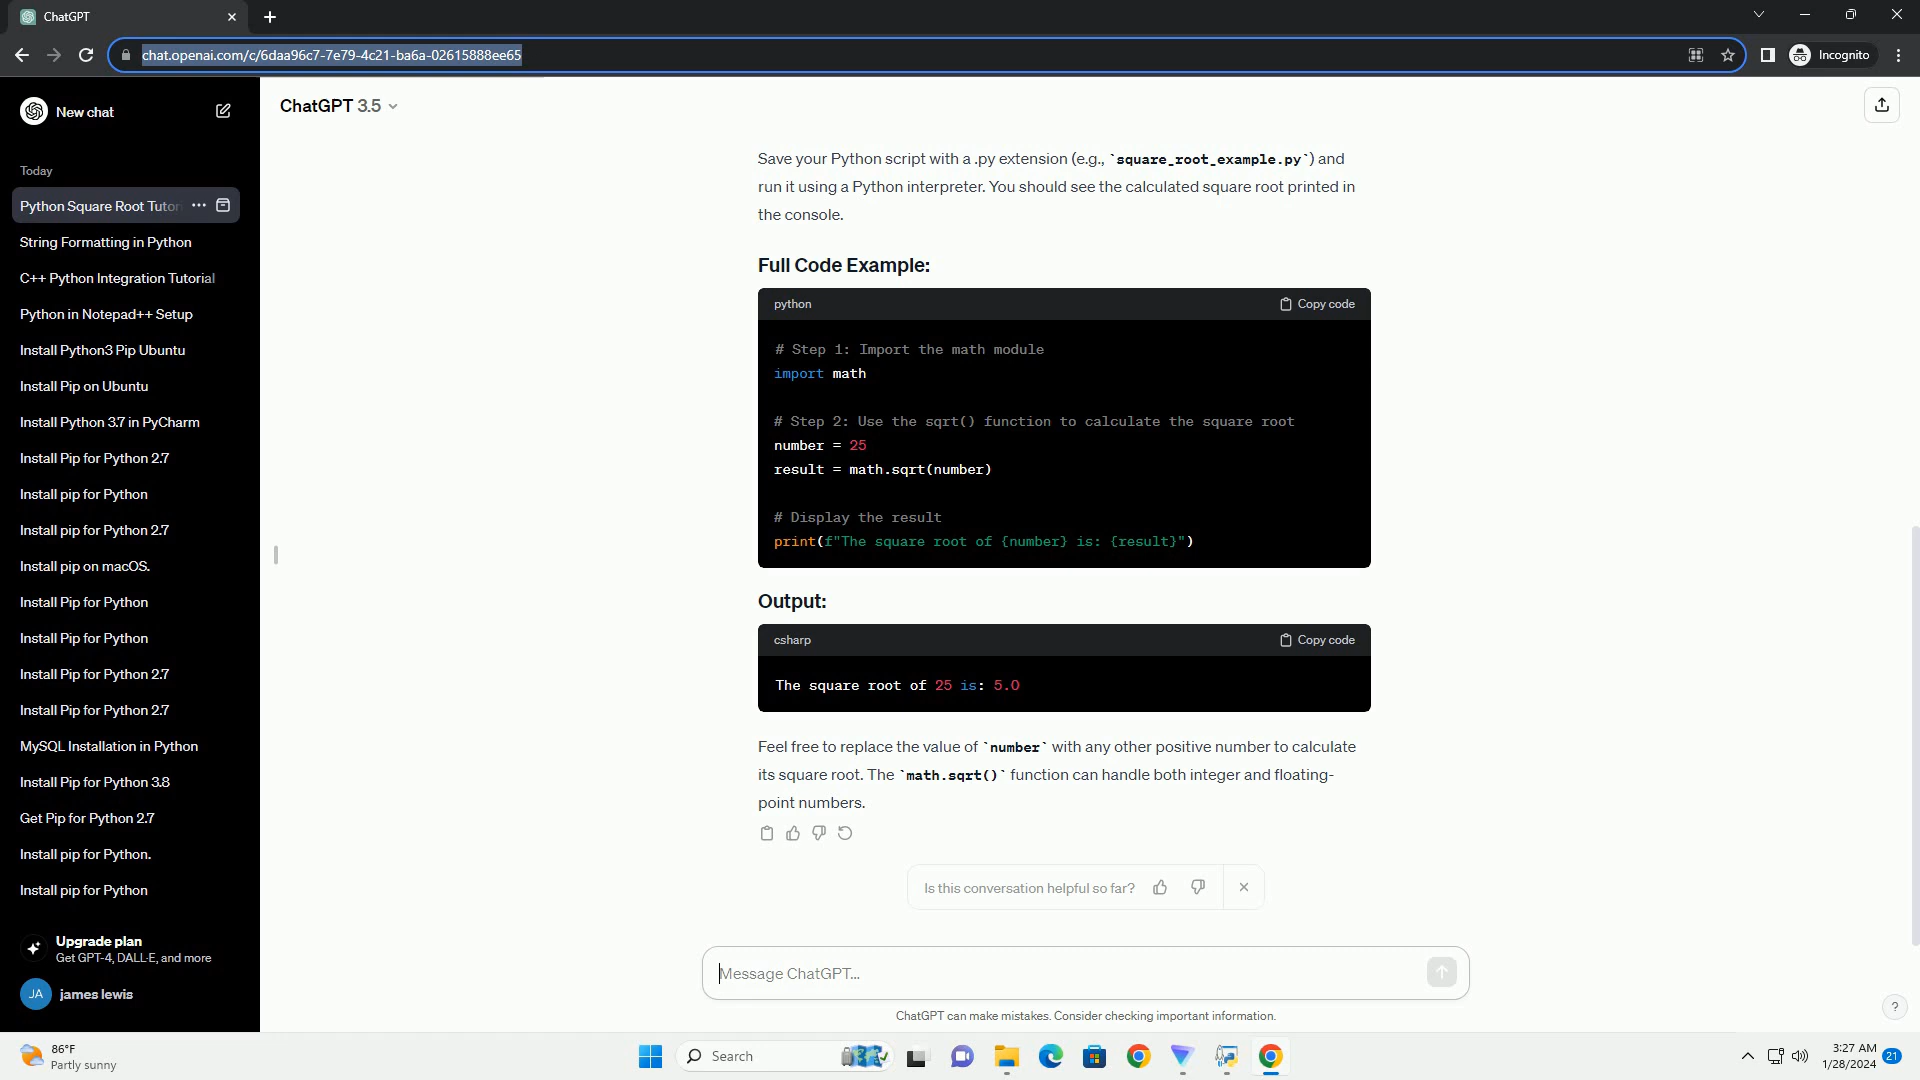 ChatGPT
chat.openai.com/c/6daa96c7-7e79-4c21-ba6a-02615888ee65
Incognito
New chat
Today
Python Square Root Tutor
String Formatting in Python
C++ Python Integration Tutorial
Python in Notepad++ Setup
Install Python3 Pip Ubuntu
Install Pip on Ubuntu
Install Python 3.7 in PyCharm
Install Pip for Python 2.7
Install pip for Python
Install pip for Python 2.7
Install pip on macOS.
Install Pip for Python
Install Pip for Python
Install Pip for Python 2.7
Install Pip for Python 2.7
MySQL Installation in Python
Install Pip for Python 3.8
Get Pip for Python 2.7
Install pip for Python.
Install pip for Python
Upgrade plan
Get GPT-4, DALL·E, and more
JA james lewis
ChatGPT 3.5
Save your Python script with a .py extension (e.g., `square_root_example.py`) and
run it using a Python interpreter. You should see the calculated square root printed in
the console.
Full Code Example:
python
Copy code
# Step 1: Import the math module
import math
# Step 2: Use the sqrt() function to calculate the square root
number = 25
result = math.sqrt(number)
# Display the result
print(f"The square root of {number} is: {result}")
Output:
csharp
Copy code
The square root of 25 is: 5.0
Feel free to replace the value of `number` with any other positive number to calculate
its square root. The `math.sqrt()` function can handle both integer and floating-
point numbers.
Is this conversation helpful so far?
Message ChatGPT...
ChatGPT can make mistakes. Consider checking important information.
?
86°F
Partly sunny
Search
3:27 AM
1/28/2024
21